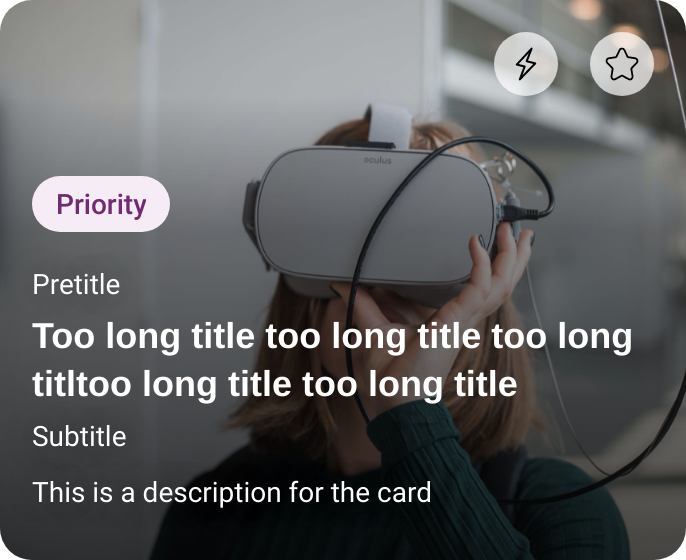 oculus
Priority
Pretitle
Too long title too long title too long
titltoo long title too long title
Subtitle
This is a description for the card